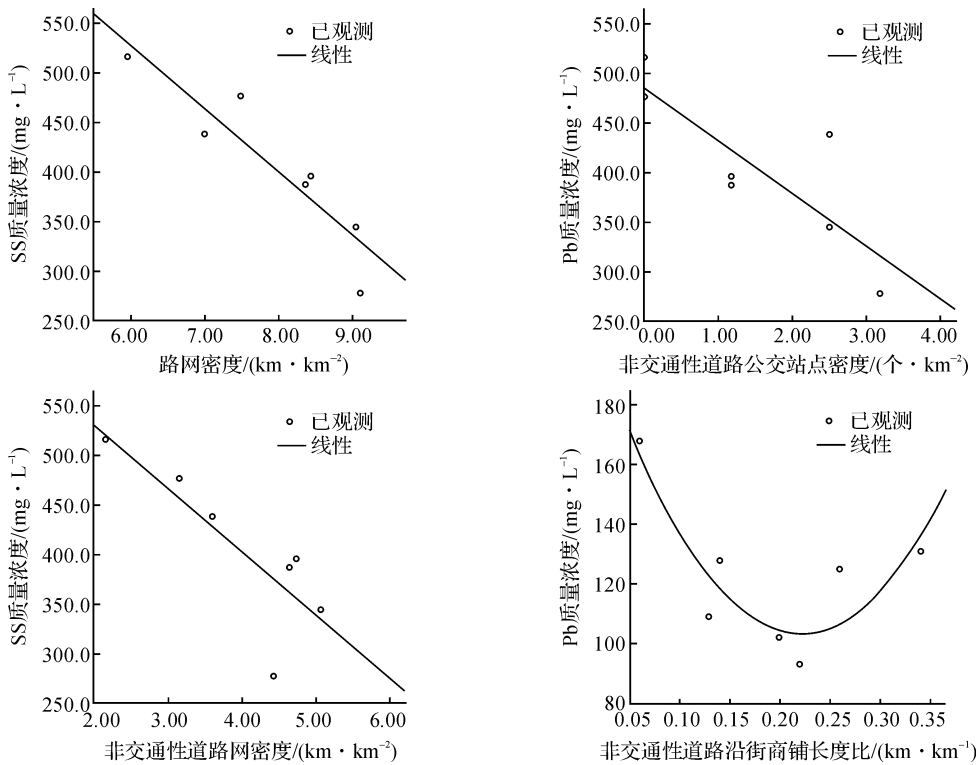 SS质量浓度/(mg·L⁻¹)
550.0
500.0
450.0
400.0
350.0
300.0
250.0
已观测
线性
6.00 7.00 8.00 9.00
路网密度/(km·km⁻²)
Pb质量浓度/(mg·L⁻¹)
550.0
500.0
450.0
400.0
350.0
300.0
250.0
已观测
线性
0.00 1.00 2.00 3.00 4.00
非交通性道路公交站点密度/(个·km⁻²)
SS质量浓度/(mg·L⁻¹)
550.0
500.0
450.0
400.0
350.0
300.0
250.0
已观测
线性
2.00 3.00 4.00 5.00 6.00
非交通性道路网密度/(km·km⁻²)
Pb质量浓度/(mg·L⁻¹)
180
160
140
120
100
80
已观测
线性
0.05 0.10 0.15 0.20 0.25 0.30 0.35
非交通性道路沿街商铺长度比/(km·km⁻¹)